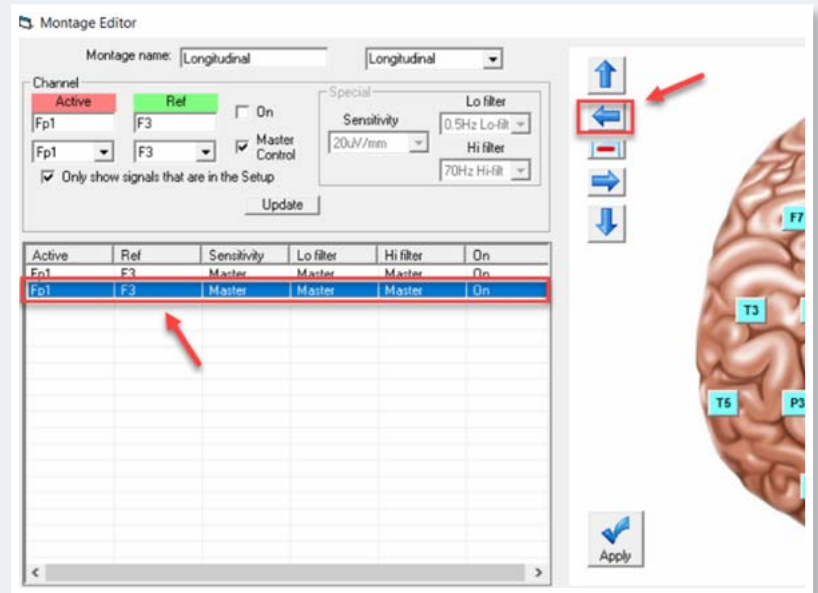 Montage Editor
Montage name: Longitudinal Longitudinal
Channel
Active Ref On
Fp1 F3
Fp1 F3 Master Control
Only show signals that are in the Setup
Update
Special
Sensitivity Lo filter
20uV/mm 0.5Hz Lo-filt
Hi filter
70Hz Hi-filt
Active Ref Sensitivity Lo filter Hi filter On
Fp1 F3 Master Master Master On
Fp1 F3 Master Master Master On
F7
T3
T5 P3
Apply